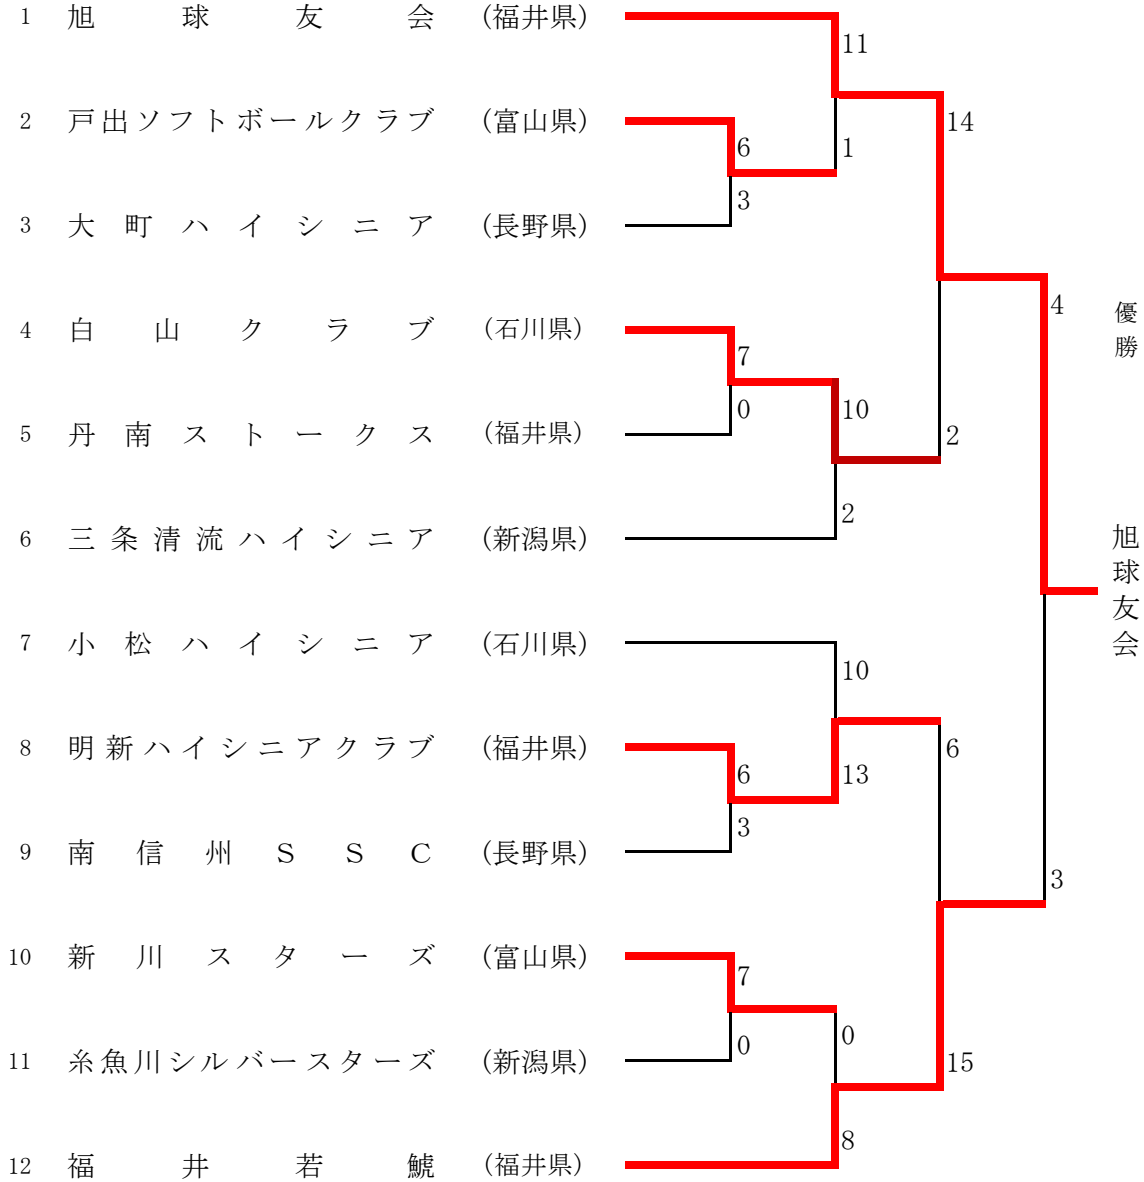 1 旭球友会 (福井県)
11
2 戸出ソフトボールクラブ (富山県)
14
6
1
3
3 大町ハイシニア (長野県)
4
優勝
4 白山クラブ (石川県)
7
0
10
5 丹南ストークス (福井県)
2
2
6 三条清流ハイシニア (新潟県)
旭球友会
7 小松ハイシニア (石川県)
10
8 明新ハイシニアクラブ (福井県)
6
6
13
3
9 南信州ＳＳＣ (長野県)
3
10 新川スターズ (富山県)
7
0
0
11 糸魚川シルバースターズ (新潟県)
15
8
12 福井若鯱 (福井県)